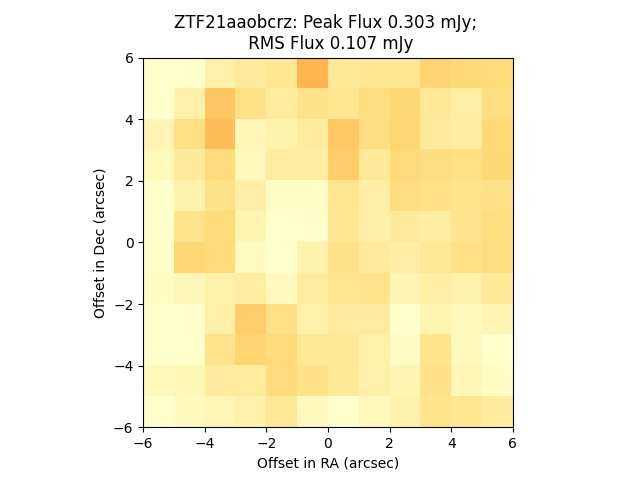 ZTF21aaobcrz: Peak Flux 0.303 mJy;
RMS Flux 0.107 mJy
6
4
2
0
−2
−4
−6
Offset in Dec (arcsec)
−6 −4 −2 0 2 4 6
Offset in RA (arcsec)